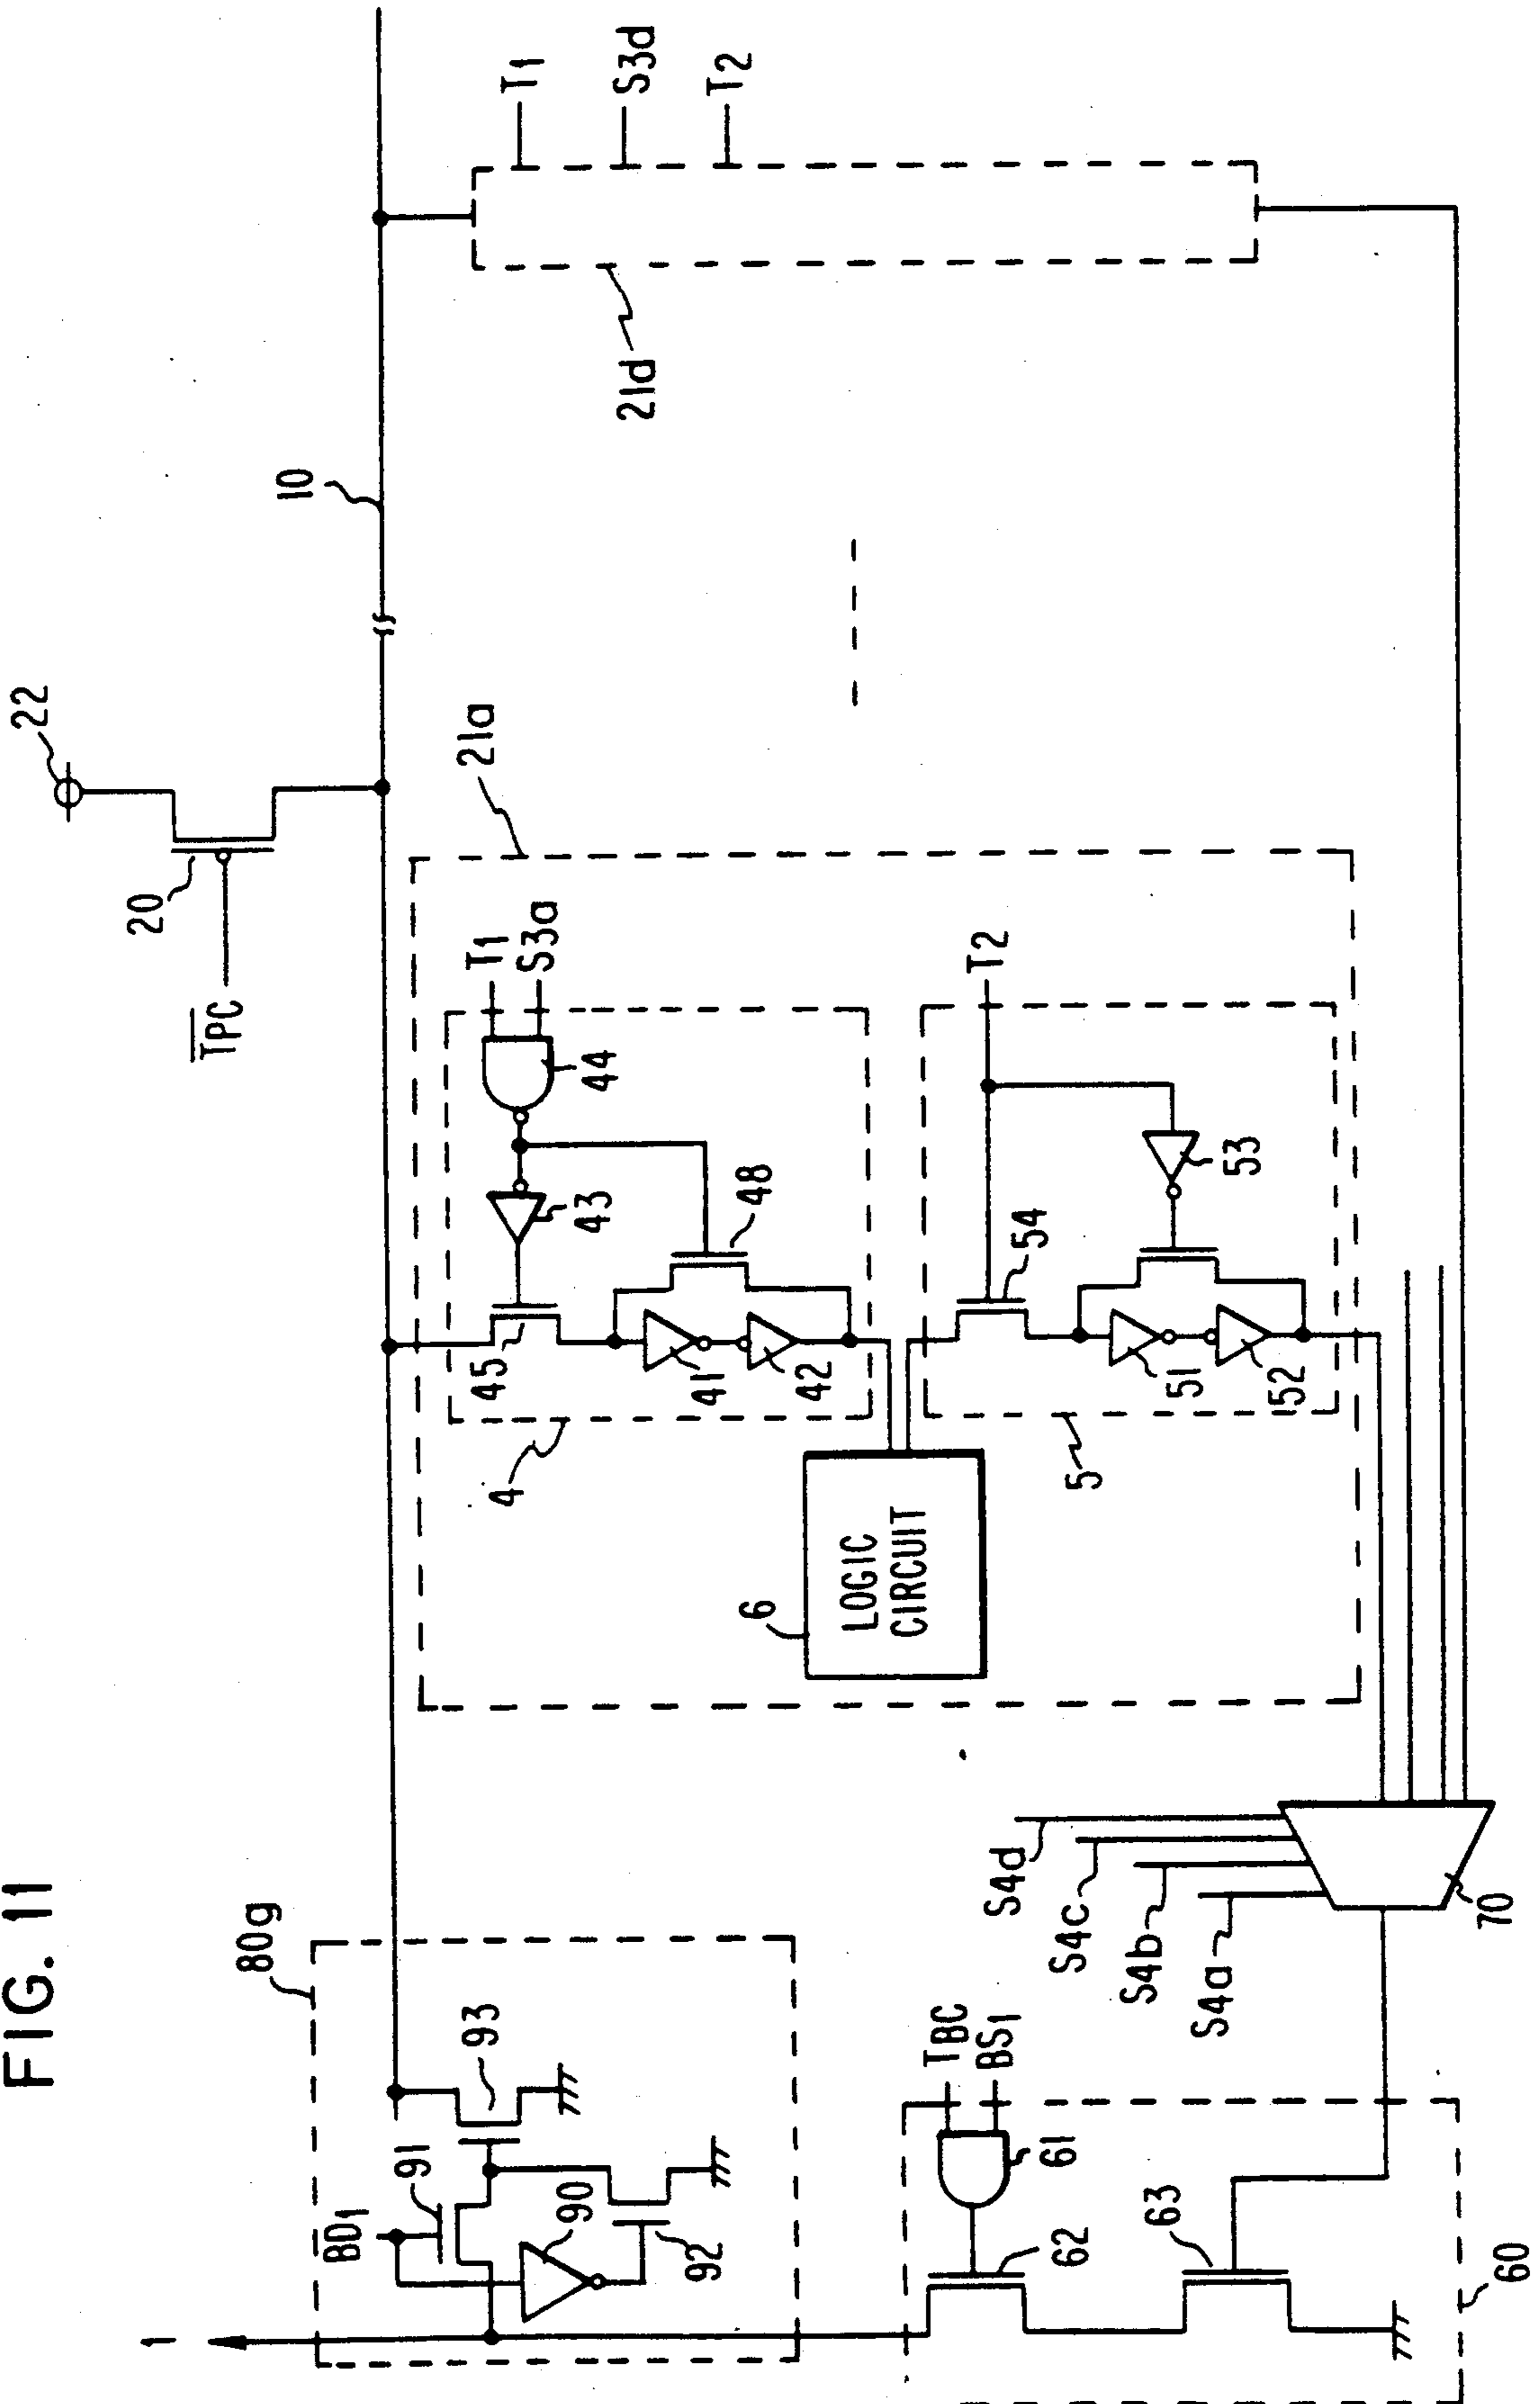 FIG. 11
22
20
T̅PC
10
T1
S3d
T2
21d
21a
T1
S3a
44
43
48
45
41
42
4
T2
53
54
51
52
5
6
LOGIC
CIRCUIT
80g
93
91
BD1
90
92
TBC
BS1
61
62
63
60
S4d
S4c
S4b
S4a
70
1